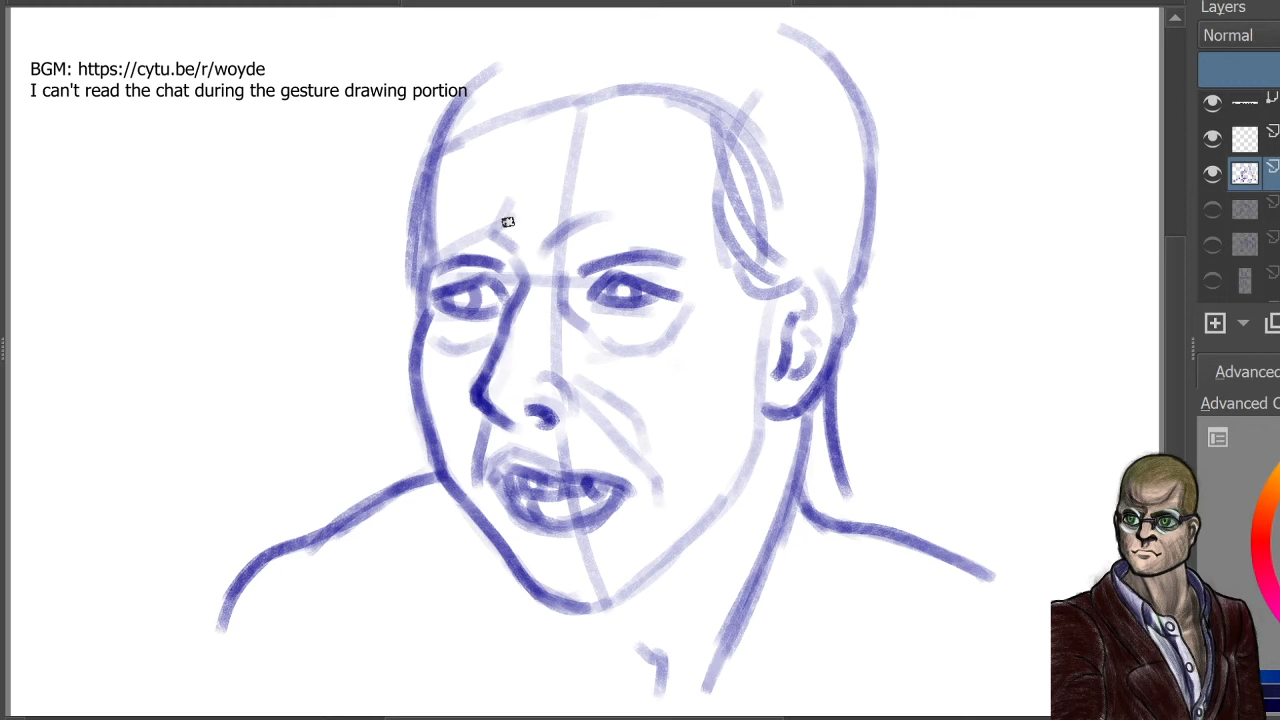 BGM: https://cytu.be/r/woyde
I can't read the chat during the gesture drawing portion
Layers
Normal
Advanced
Advanced C